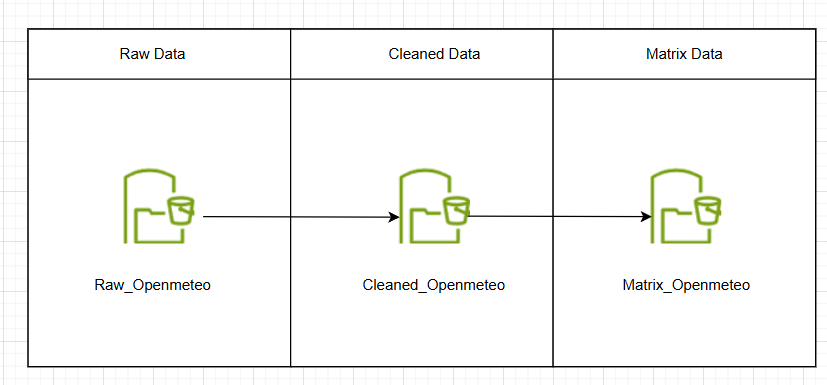 Raw Data
Cleaned Data
Matrix Data
Raw_Openmeteo
Cleaned_Openmeteo
Matrix_Openmeteo